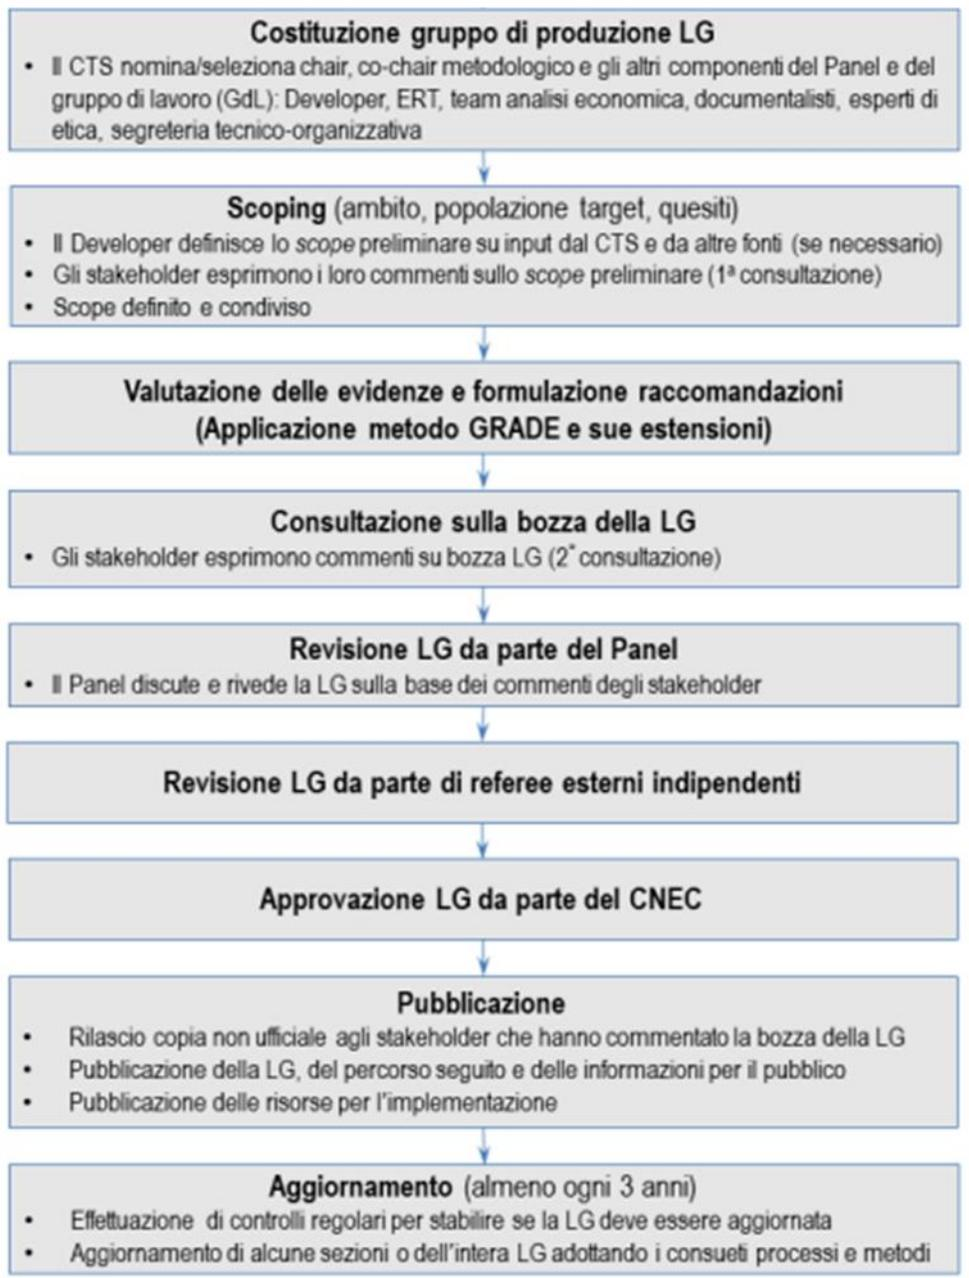 Costituzione gruppo di produzione LG
• Il CTS nomina/seleziona chair, co-chair metodologico e gli altri componenti del Panel e del
gruppo di lavoro (GdL): Developer, ERT, team analisi economica, documentalisti, esperti di
etica, segreteria tecnico-organizzativa
Scoping (ambito, popolazione target, quesiti)
• Il Developer definisce lo scope preliminare su input dal CTS e da altre fonti (se necessario)
• Gli stakeholder esprimono i loro commenti sullo scope preliminare (1ª consultazione)
• Scope definito e condiviso
Valutazione delle evidenze e formulazione raccomandazioni
(Applicazione metodo GRADE e sue estensioni)
Consultazione sulla bozza della LG
• Gli stakeholder esprimono commenti su bozza LG (2ª consultazione)
Revisione LG da parte del Panel
• Il Panel discute e rivede la LG sulla base dei commenti degli stakeholder
Revisione LG da parte di referee esterni indipendenti
Approvazione LG da parte del CNEC
Pubblicazione
• Rilascio copia non ufficiale agli stakeholder che hanno commentato la bozza della LG
• Pubblicazione della LG, del percorso seguito e delle informazioni per il pubblico
• Pubblicazione delle risorse per l'implementazione
Aggiornamento (almeno ogni 3 anni)
• Effettuazione di controlli regolari per stabilire se la LG deve essere aggiornata
• Aggiornamento di alcune sezioni o dell'intera LG adottando i consueti processi e metodi